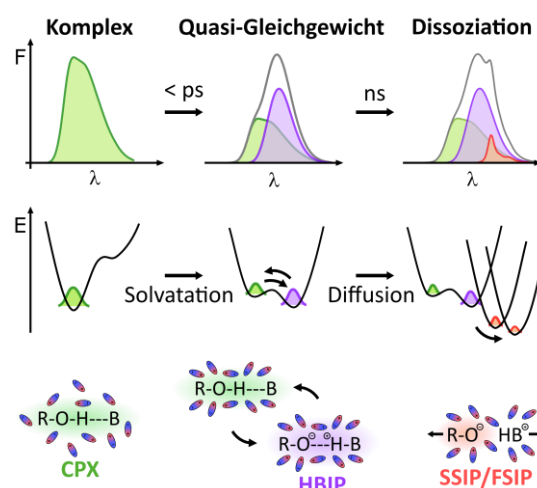 Komplex Quasi-Gleichgewicht Dissoziation
F < ps ns
λ λ λ
E
Solvatation Diffusion
R-O-H---B
R-O-H---B R-O⊖---⊕H-B R-O⊖ HB⊕
CPX HBIP SSIP/FSIP